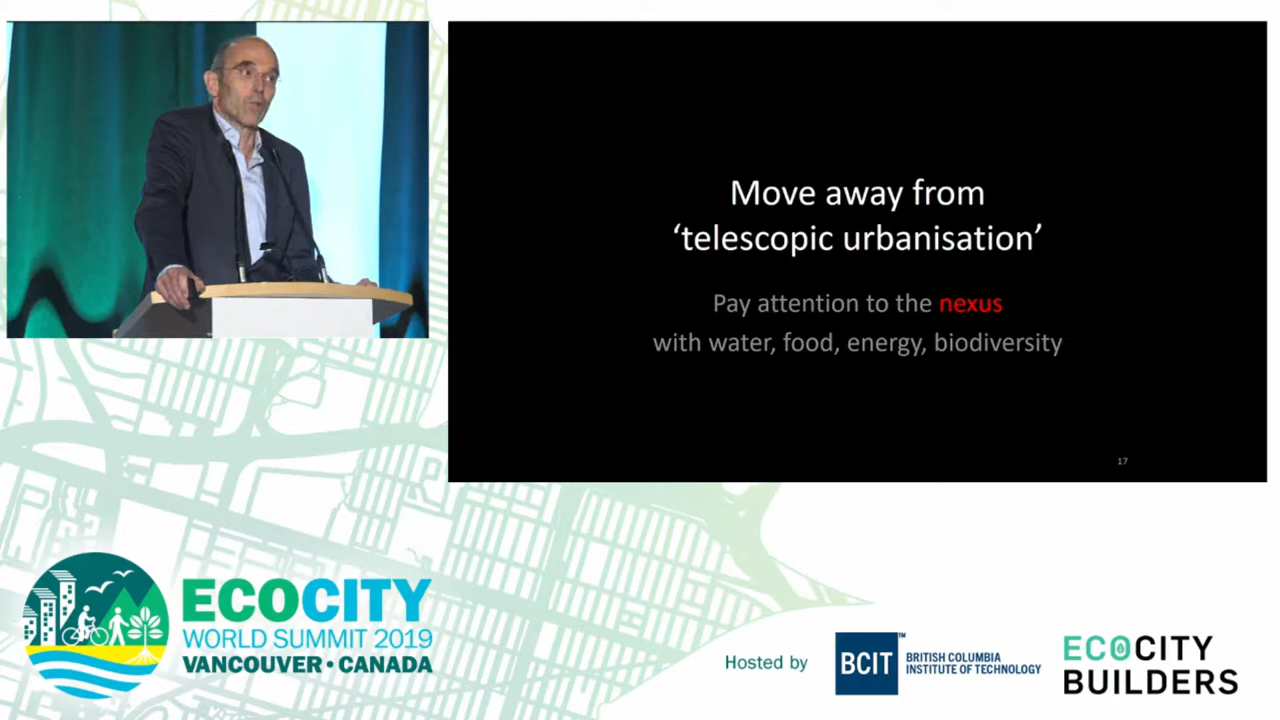 Move away from
‘telescopic urbanisation’
Pay attention to the nexus
with water, food, energy, biodiversity
17
ECOCITY
WORLD SUMMIT 2019
VANCOUVER • CANADA
Hosted by
BCIT™
BRITISH COLUMBIA
INSTITUTE OF TECHNOLOGY
ECOCITY
BUILDERS